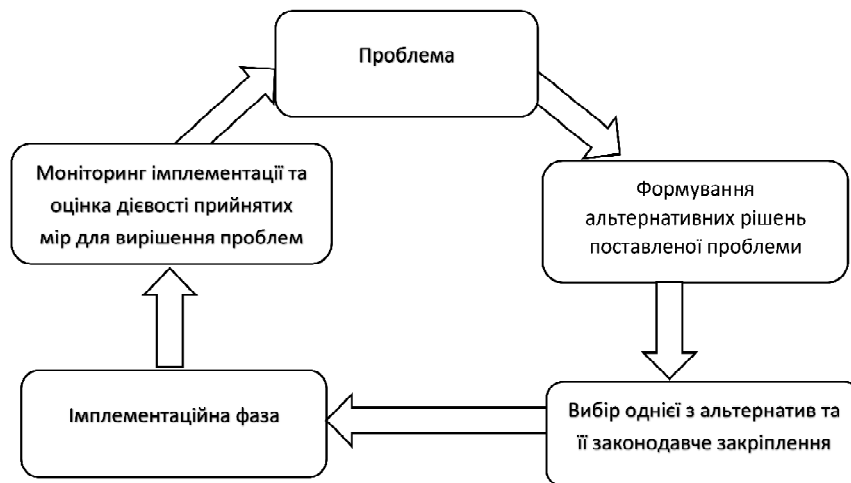 Проблема
Формування
альтернативних рішень
поставленої проблеми
Вибір однієї з альтернатив та
її законодавче закріплення
Імплементаційна фаза
Моніторинг імплементації та
оцінка дієвості прийнятих
мір для вирішення проблем